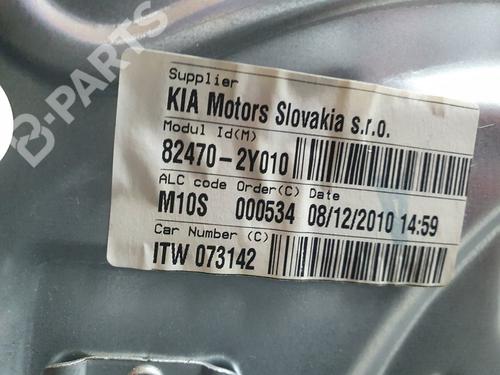 B-PARTS
Supplier
KIA Motors Slovakia s.r.o.
Modul Id(M)
82470-2Y010
ALC code Order(C) Date
M10S 000534 08/12/2010 14:59
Car Number (C)
ITW 073142